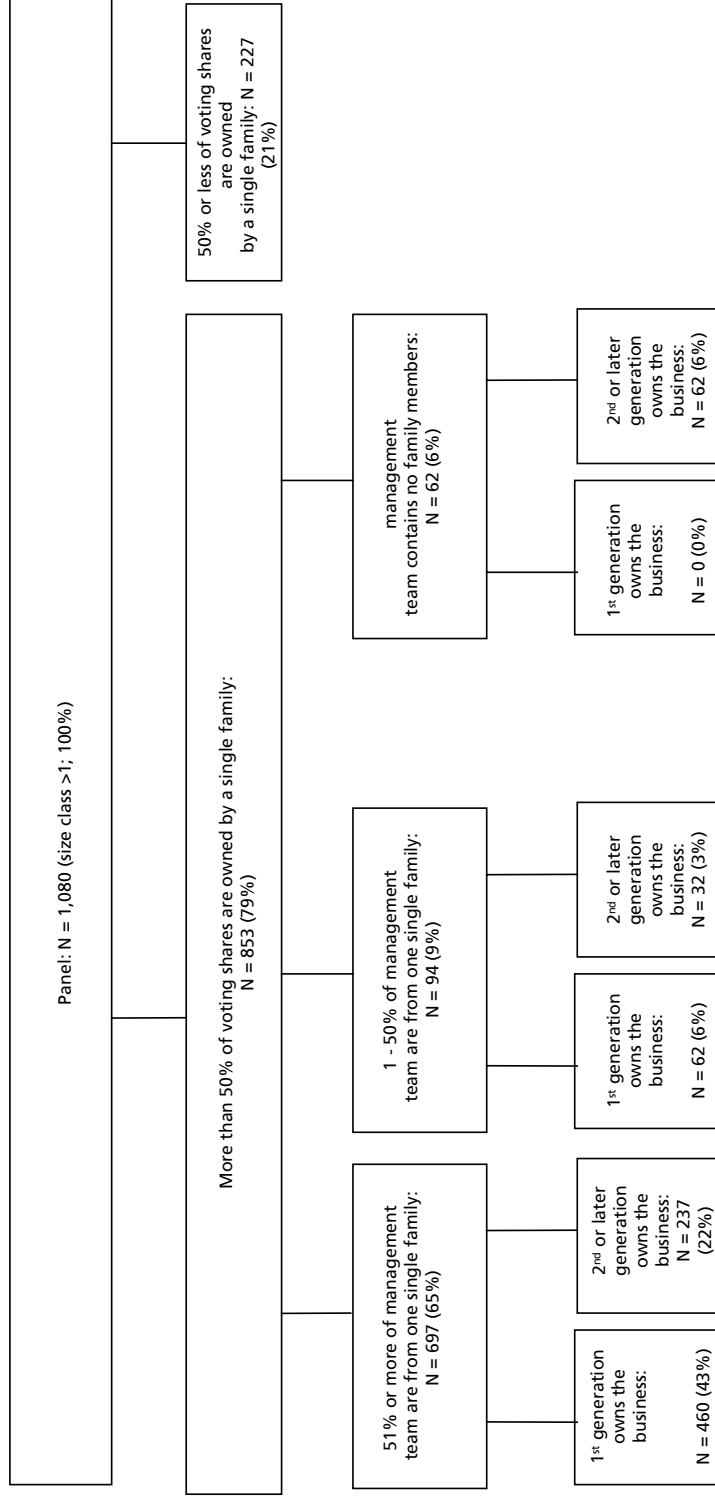 Panel: N = 1,080 (size class >1; 100%)
More than 50% of voting shares are owned by a single family:
N = 853 (79%)
50% or less of voting shares
are owned
by a single family: N = 227
(21%)
51% or more of management
team are from one single family:
N = 697 (65%)
1 - 50% of management
team are from one single family:
N = 94 (9%)
management
team contains no family members:
N = 62 (6%)
1st generation
owns the
business:
N = 460 (43%)
2nd or later
generation
owns the
business:
N = 237
(22%)
1st generation
owns the
business:
N = 62 (6%)
2nd or later
generation
owns the
business:
N = 32 (3%)
1st generation
owns the
business:
N = 0 (0%)
2nd or later
generation
owns the
business:
N = 62 (6%)